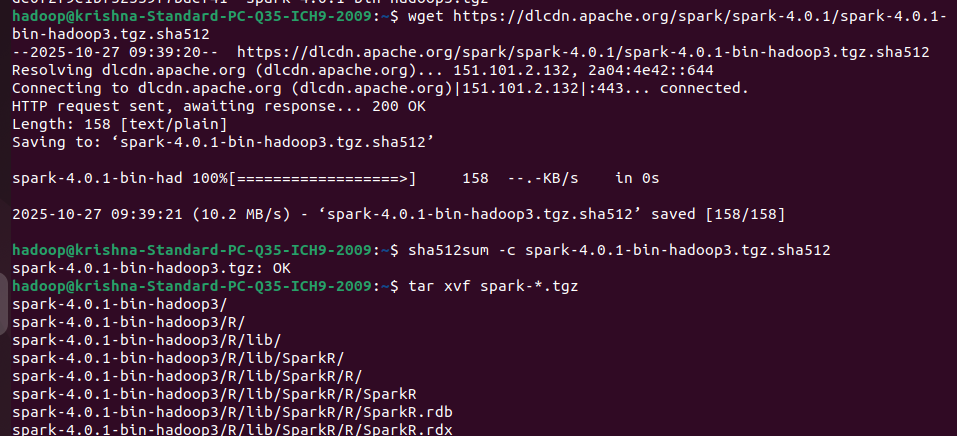 hadoop@krishna-Standard-PC-Q35-ICH9-2009:~$ wget https://dlcdn.apache.org/spark/spark-4.0.1/spark-4.0.1-
bin-hadoop3.tgz.sha512
--2025-10-27 09:39:20--  https://dlcdn.apache.org/spark/spark-4.0.1/spark-4.0.1-bin-hadoop3.tgz.sha512
Resolving dlcdn.apache.org (dlcdn.apache.org)... 151.101.2.132, 2a04:4e42::644
Connecting to dlcdn.apache.org (dlcdn.apache.org)|151.101.2.132|:443... connected.
HTTP request sent, awaiting response... 200 OK
Length: 158 [text/plain]
Saving to: ‘spark-4.0.1-bin-hadoop3.tgz.sha512’
spark-4.0.1-bin-had 100%[==================>]     158  --.-KB/s    in 0s
2025-10-27 09:39:21 (10.2 MB/s) - ‘spark-4.0.1-bin-hadoop3.tgz.sha512’ saved [158/158]
hadoop@krishna-Standard-PC-Q35-ICH9-2009:~$ sha512sum -c spark-4.0.1-bin-hadoop3.tgz.sha512
spark-4.0.1-bin-hadoop3.tgz: OK
hadoop@krishna-Standard-PC-Q35-ICH9-2009:~$ tar xvf spark-*.tgz
spark-4.0.1-bin-hadoop3/
spark-4.0.1-bin-hadoop3/R/
spark-4.0.1-bin-hadoop3/R/lib/
spark-4.0.1-bin-hadoop3/R/lib/SparkR/
spark-4.0.1-bin-hadoop3/R/lib/SparkR/R/
spark-4.0.1-bin-hadoop3/R/lib/SparkR/R/SparkR
spark-4.0.1-bin-hadoop3/R/lib/SparkR/R/SparkR.rdb
spark-4.0.1-bin-hadoop3/R/lib/SparkR/R/SparkR.rdx